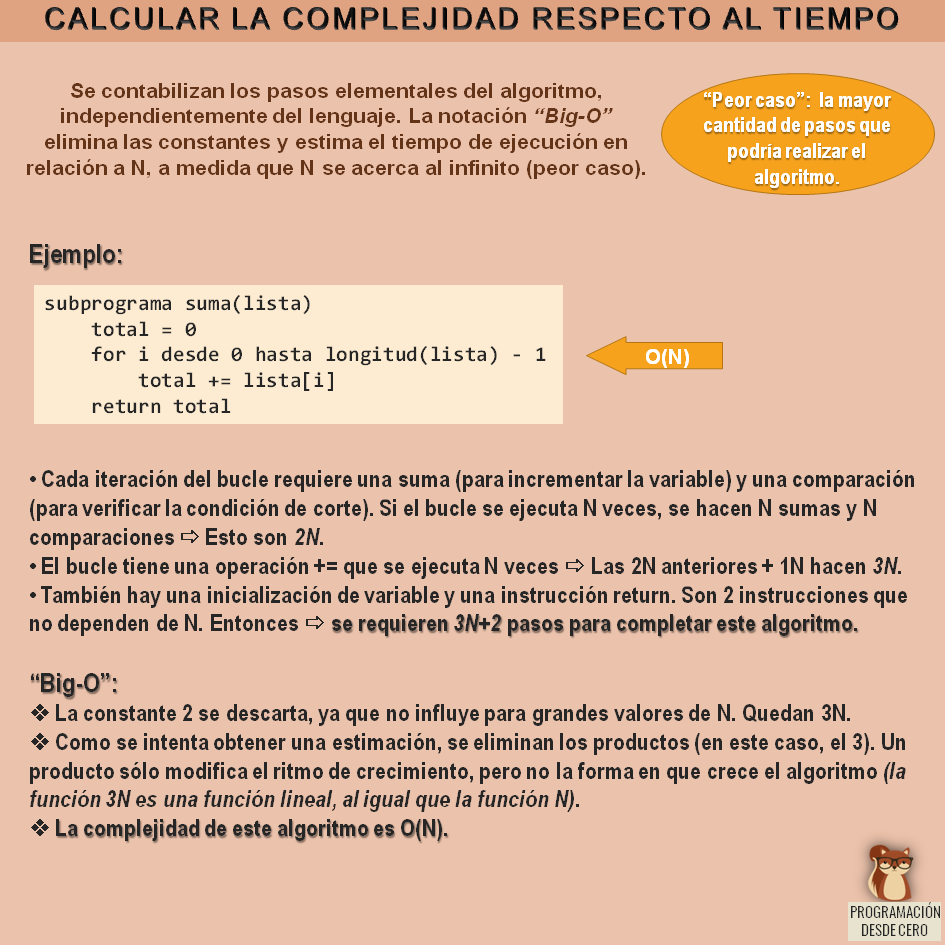 CALCULAR LA COMPLEJIDAD RESPECTO AL TIEMPO
Se contabilizan los pasos elementales del algoritmo,
independientemente del lenguaje. La notación “Big-O”
elimina las constantes y estima el tiempo de ejecución en
relación a N, a medida que N se acerca al infinito (peor caso).
“Peor caso”: la mayor
cantidad de pasos que
podría realizar el
algoritmo.
Ejemplo:
subprograma suma(lista)
    total = 0
    for i desde 0 hasta longitud(lista) - 1
        total += lista[i]
    return total
O(N)
• Cada iteración del bucle requiere una suma (para incrementar la variable) y una comparación
(para verificar la condición de corte). Si el bucle se ejecuta N veces, se hacen N sumas y N
comparaciones ⇨ Esto son 2N.
• El bucle tiene una operación += que se ejecuta N veces ⇨ Las 2N anteriores + 1N hacen 3N.
• También hay una inicialización de variable y una instrucción return. Son 2 instrucciones que
no dependen de N. Entonces ⇨ se requieren 3N+2 pasos para completar este algoritmo.
“Big-O”:
❖ La constante 2 se descarta, ya que no influye para grandes valores de N. Quedan 3N.
❖ Como se intenta obtener una estimación, se eliminan los productos (en este caso, el 3). Un
producto sólo modifica el ritmo de crecimiento, pero no la forma en que crece el algoritmo (la
función 3N es una función lineal, al igual que la función N).
❖ La complejidad de este algoritmo es O(N).
PROGRAMACIÓN
DESDE CERO